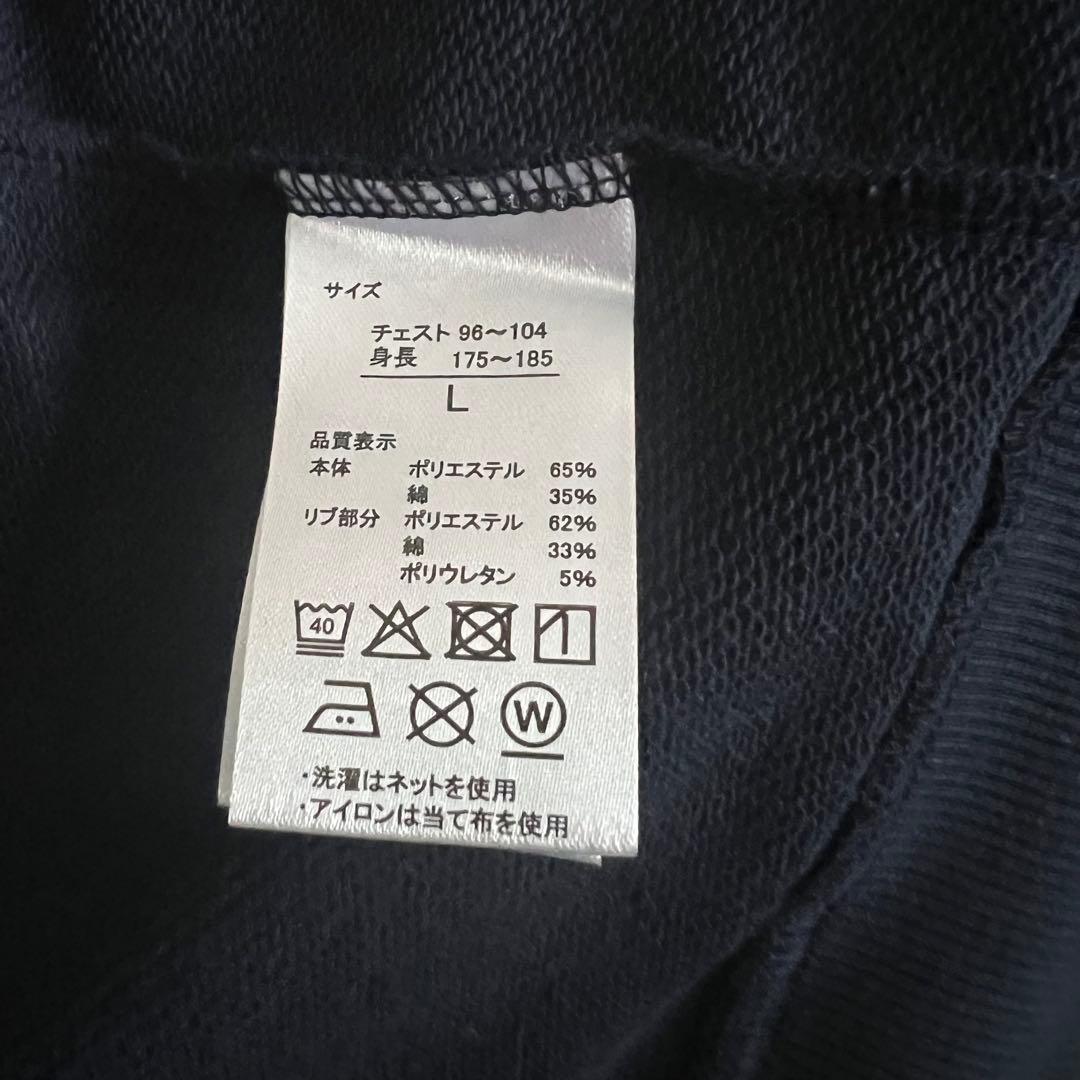 サイズ
チェスト 96～104
身長 175～185
L
品質表示
本体 ポリエステル 65%
綿 35%
リブ部分 ポリエステル 62%
綿 33%
ポリウレタン 5%
40
W
・洗濯はネットを使用
・アイロンは当て布を使用